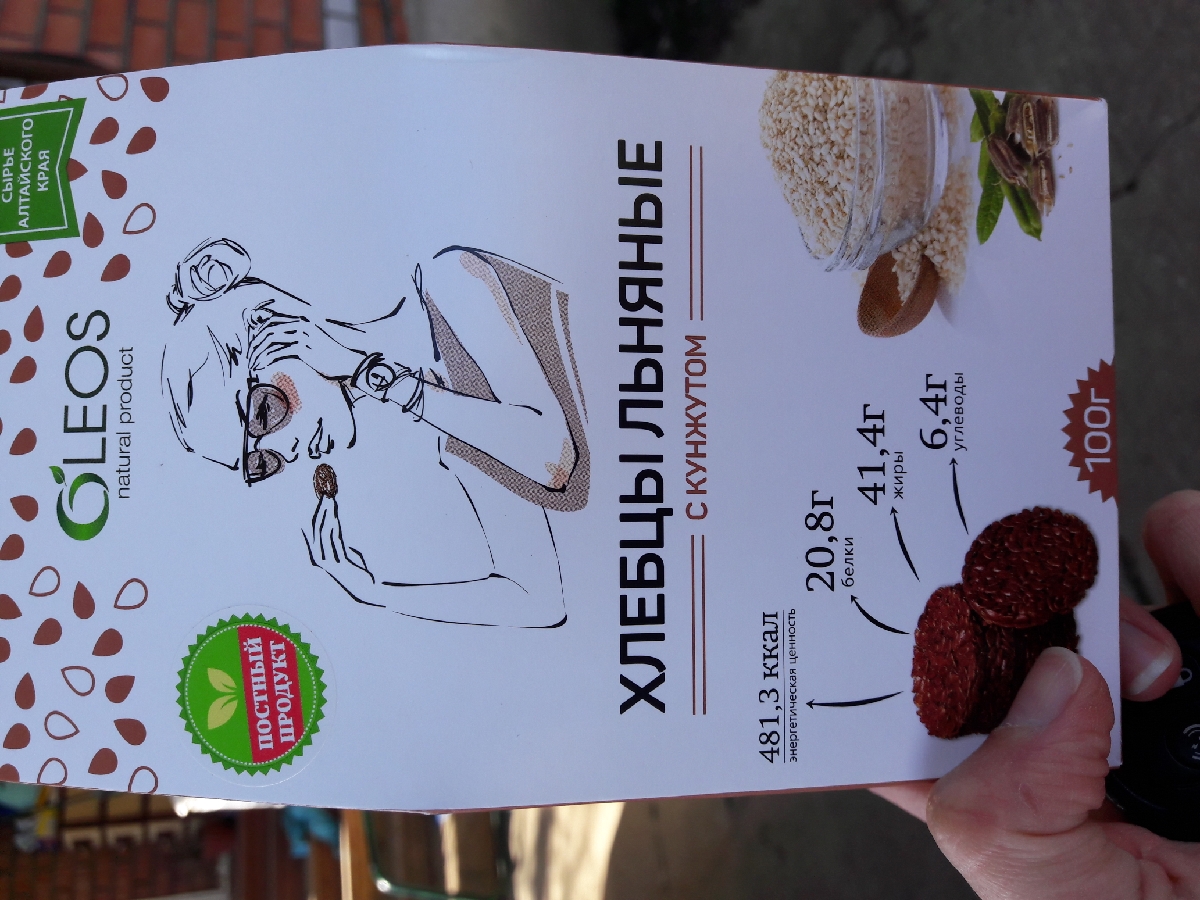 СЫРЬЕ
АЛТАЙСКОГО
КРАЯ
OLEOS
natural product
ПОСТНЫЙ
ПРОДУКТ
ХЛЕБЦЫ ЛЬНЯНЫЕ
С КУНЖУТОМ
481,3 ккал
энергетическая ценность
20,8г
белки
41,4г
жиры
6,4г
углеводы
100г